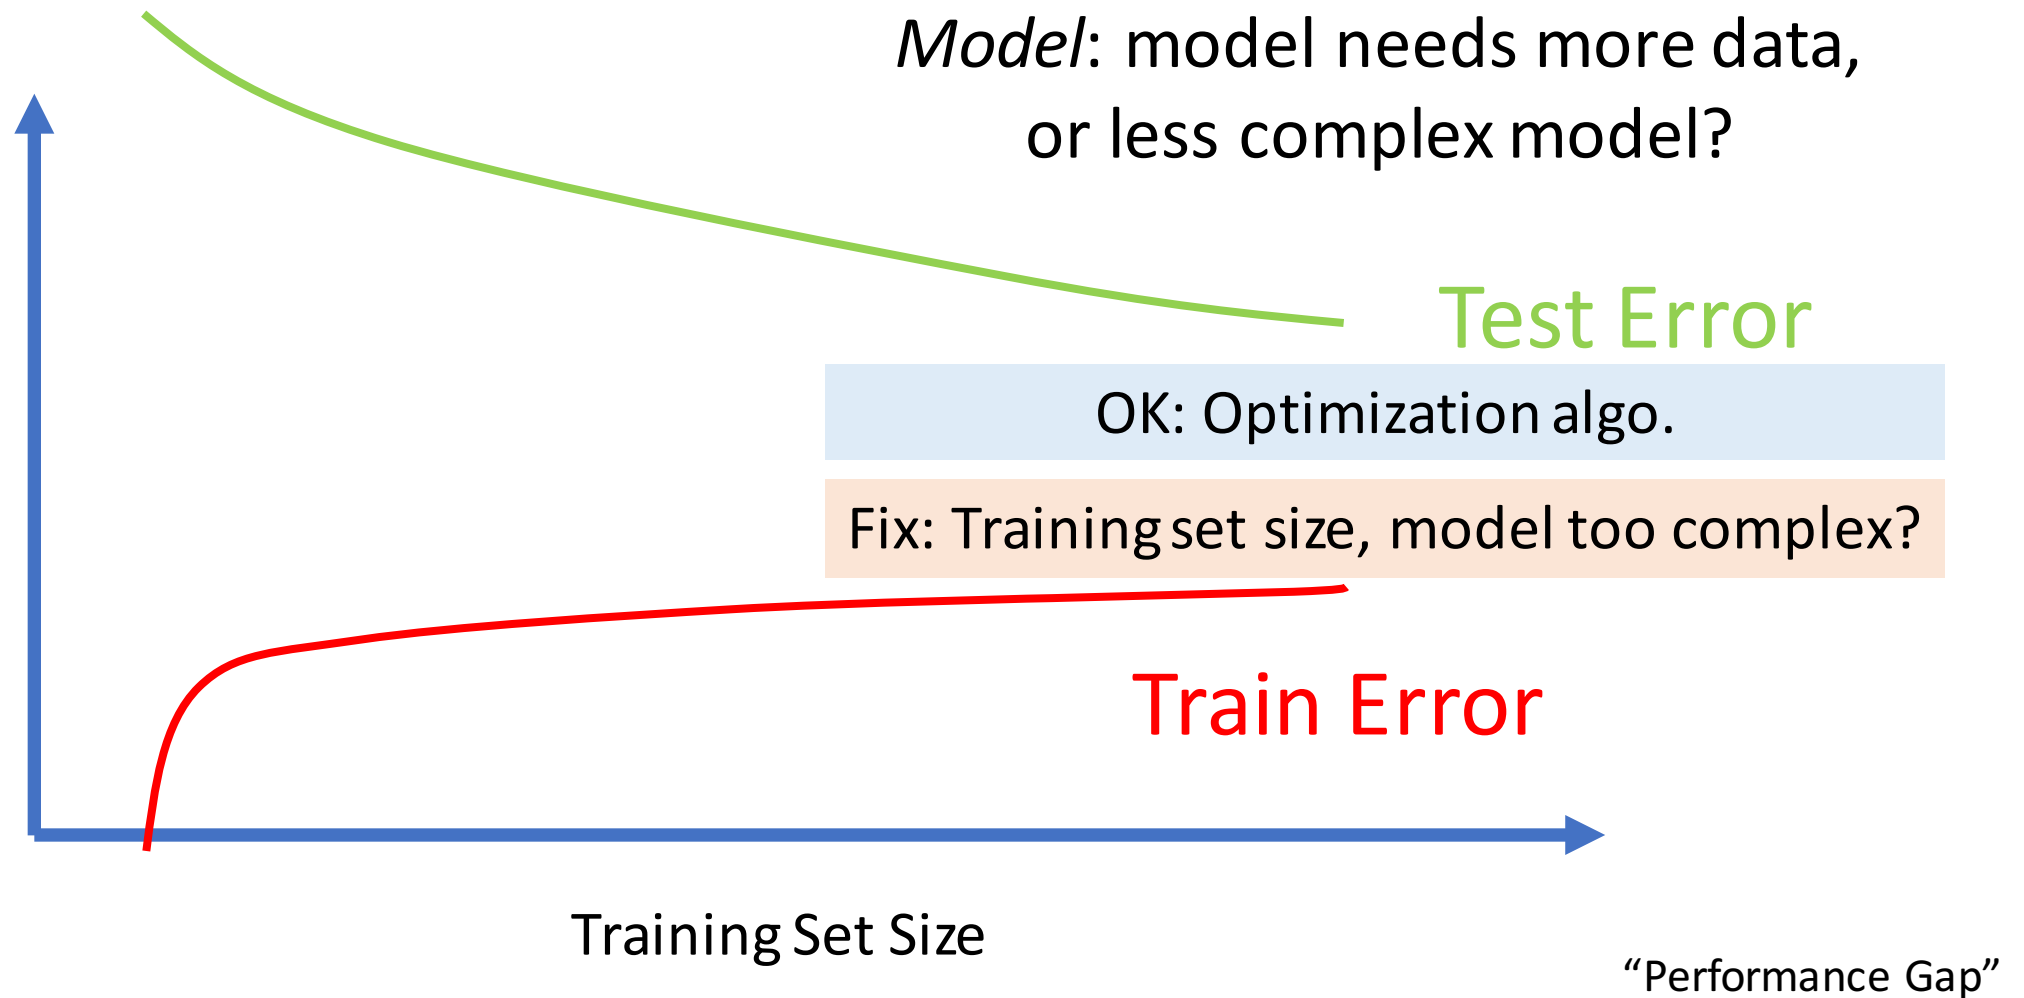 Model: model needs more data,
or less complex model?
Test Error
OK: Optimization algo.
Fix: Training set size, model too complex?
Train Error
Training Set Size
“Performance Gap”